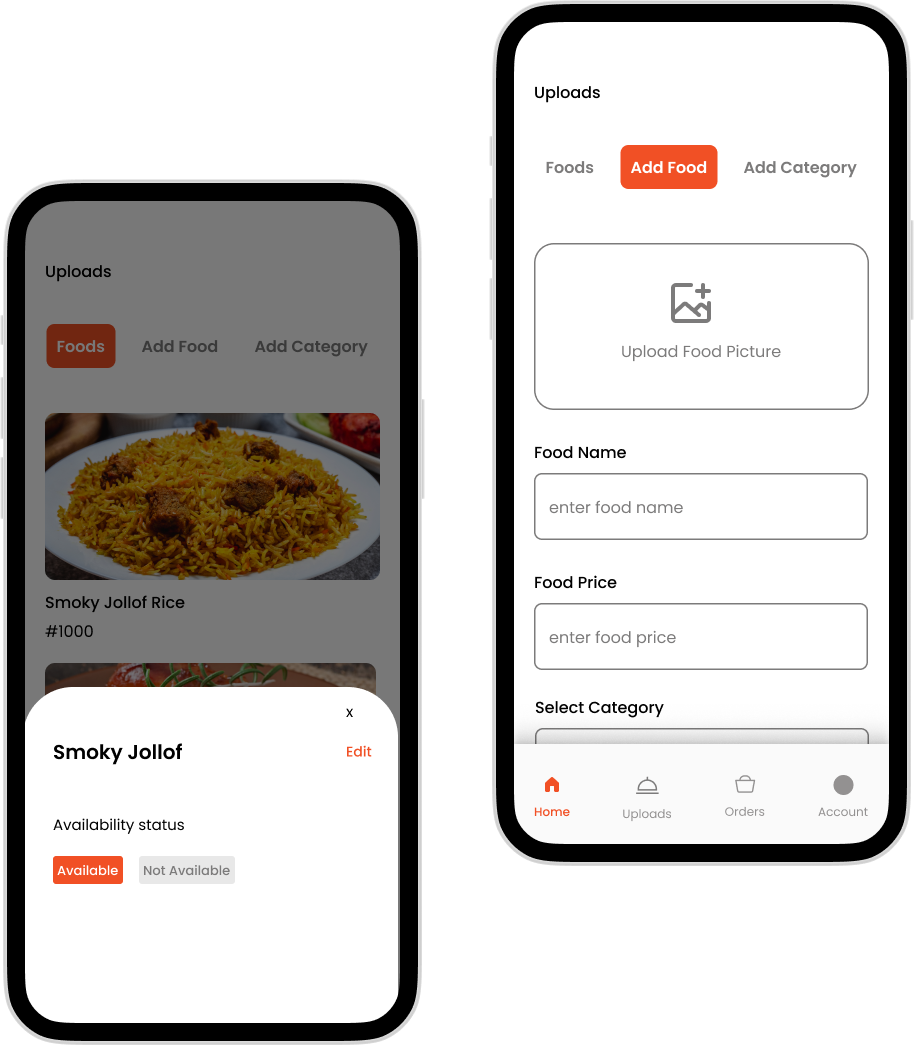 Uploads
Foods Add Food Add Category
Smoky Jollof Rice
#1000
x
Smoky Jollof
Edit
Availability status
Available Not Available
Uploads
Foods Add Food Add Category
Upload Food Picture
Food Name
enter food name
Food Price
enter food price
Select Category
Home Uploads Orders Account